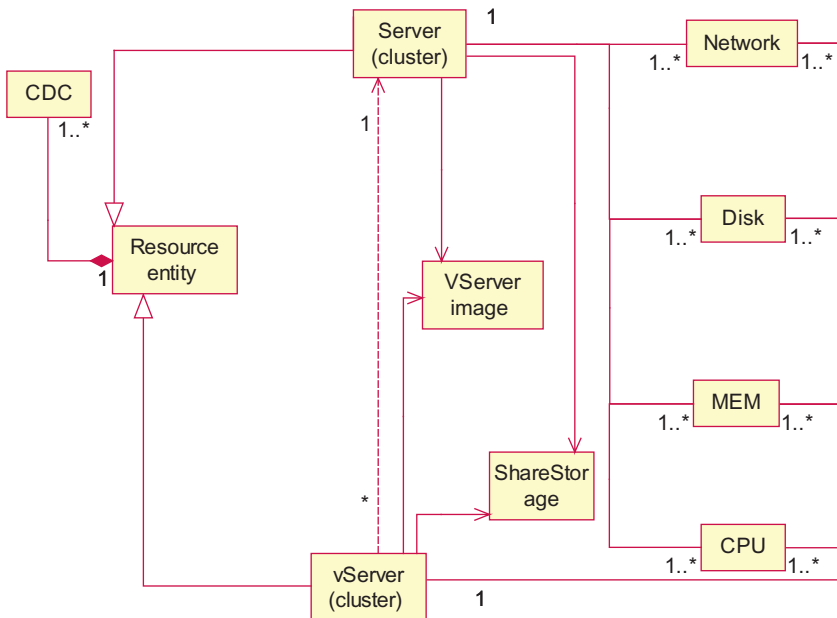 Server
(cluster)
1
Network
1..*
1..*
CDC
1..*
1
Resource
entity
1
Disk
1..*
1..*
VServer
image
MEM
1..*
1..*
ShareStor
age
*
CPU
1..*
1..*
vServer
(cluster)
1